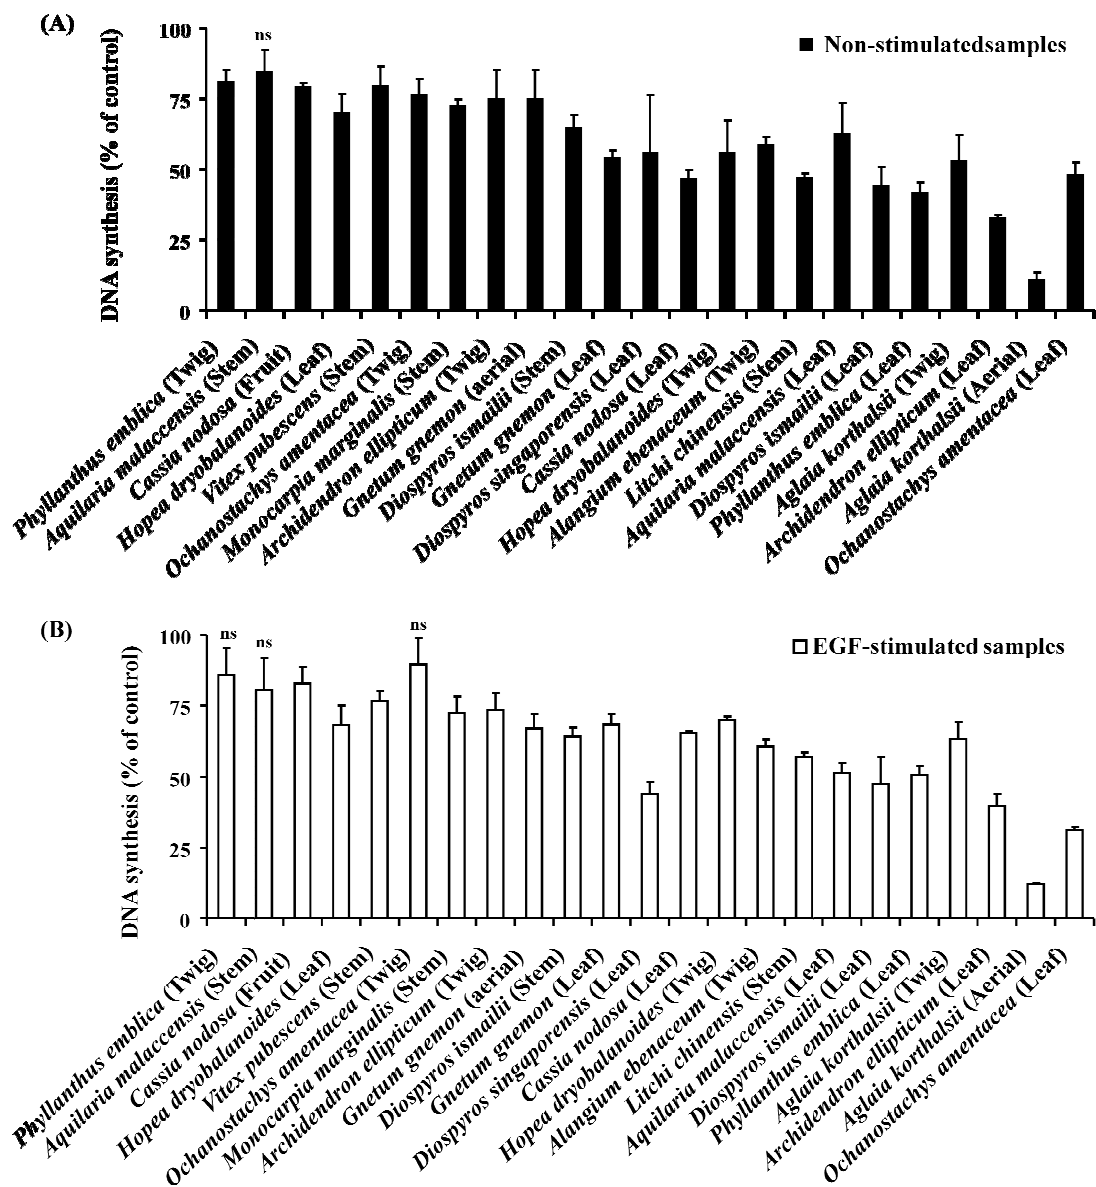 (A)
ns
Non-stimulatedsamples
DNA synthesis (% of control)
100
75
50
25
0
Phyllanthus emblica (Twig)
Aquilaria malaccensis (Stem)
Cassia nodosa (Fruit)
Hopea dryobalanoides (Leaf)
Vitex pubescens (Stem)
Ochanostachys amentacea (Twig)
Monocarpia marginalis (Stem)
Archidendron ellipticum (Twig)
Gnetum gnemon (aerial)
Diospyros ismailii (Stem)
Gnetum gnemon (Leaf)
Diospyros singaporensis (Leaf)
Cassia nodosa (Leaf)
Hopea dryobalanoides (Twig)
Alangium ebenaceum (Twig)
Litchi chinensis (Stem)
Aquilaria malaccensis (Leaf)
Diospyros ismailii (Leaf)
Phyllanthus emblica (Leaf)
Aglaia korthalsii (Twig)
Archidendron ellipticum (Leaf)
Aglaia korthalsii (Aerial)
Ochanostachys amentacea (Leaf)
(B)
ns
ns
ns
EGF-stimulated samples
DNA synthesis (% of control)
100
75
50
25
0
Phyllanthus emblica (Twig)
Aquilaria malaccensis (Stem)
Cassia nodosa (Fruit)
Hopea dryobalanoides (Leaf)
Vitex pubescens (Stem)
Ochanostachys amentacea (Twig)
Monocarpia marginalis (Stem)
Archidendron ellipticum (Twig)
Gnetum gnemon (aerial)
Diospyros ismailii (Stem)
Gnetum gnemon (Leaf)
Diospyros singaporensis (Leaf)
Cassia nodosa (Leaf)
Hopea dryobalanoides (Twig)
Alangium ebenaceum (Twig)
Litchi chinensis (Stem)
Aquilaria malaccensis (Leaf)
Diospyros ismailii (Leaf)
Phyllanthus emblica (Leaf)
Aglaia korthalsii (Twig)
Archidendron ellipticum (Leaf)
Aglaia korthalsii (Aerial)
Ochanostachys amentacea (Leaf)